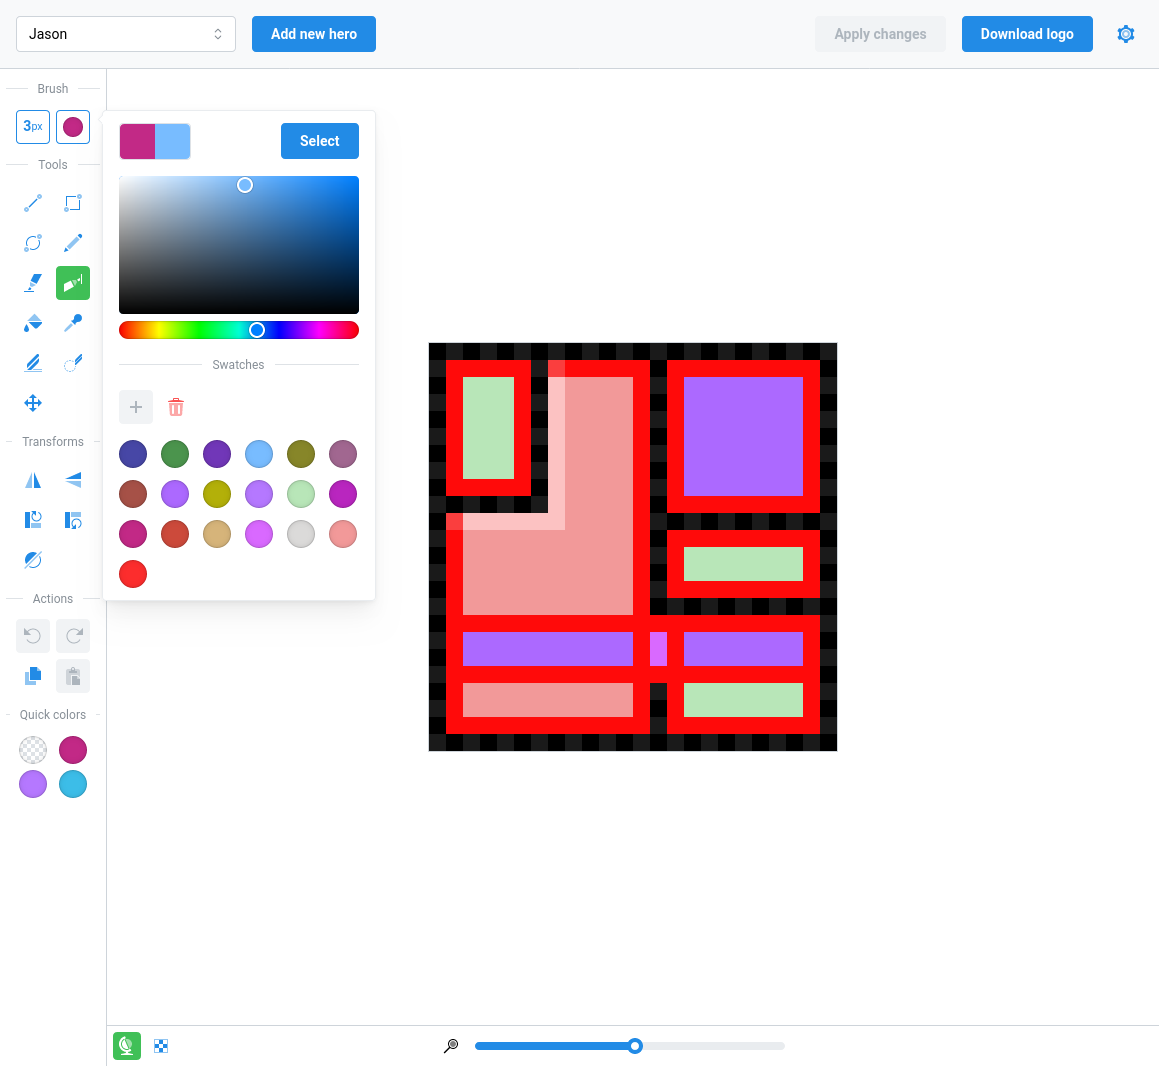 Jason
Add new hero
Apply changes
Download logo
Brush
3px
Select
Tools
Swatches
Transforms
Actions
Quick colors